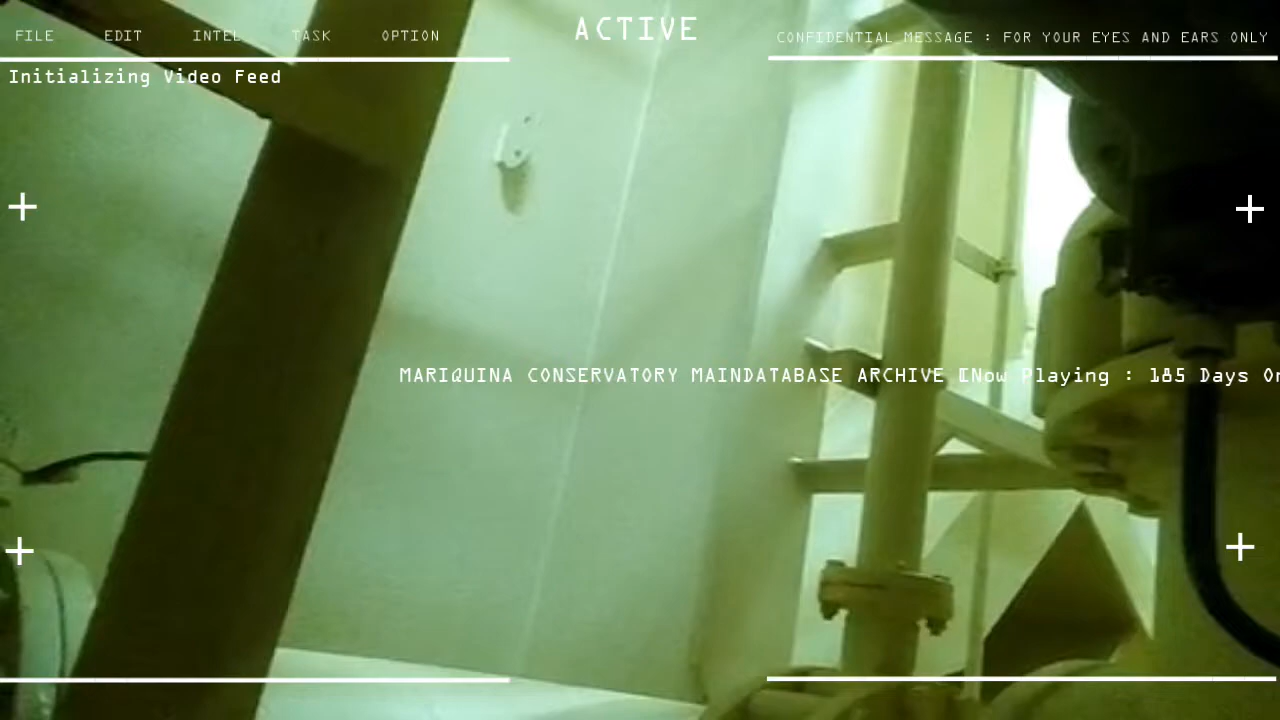 FILE EDIT INTEL TASK OPTION
ACTIVE
CONFIDENTIAL MESSAGE : FOR YOUR EYES AND EARS ONLY
Initializing Video Feed
MARIQUINA CONSERVATORY MAINDATABASE ARCHIVE [Now Playing : 185 Days